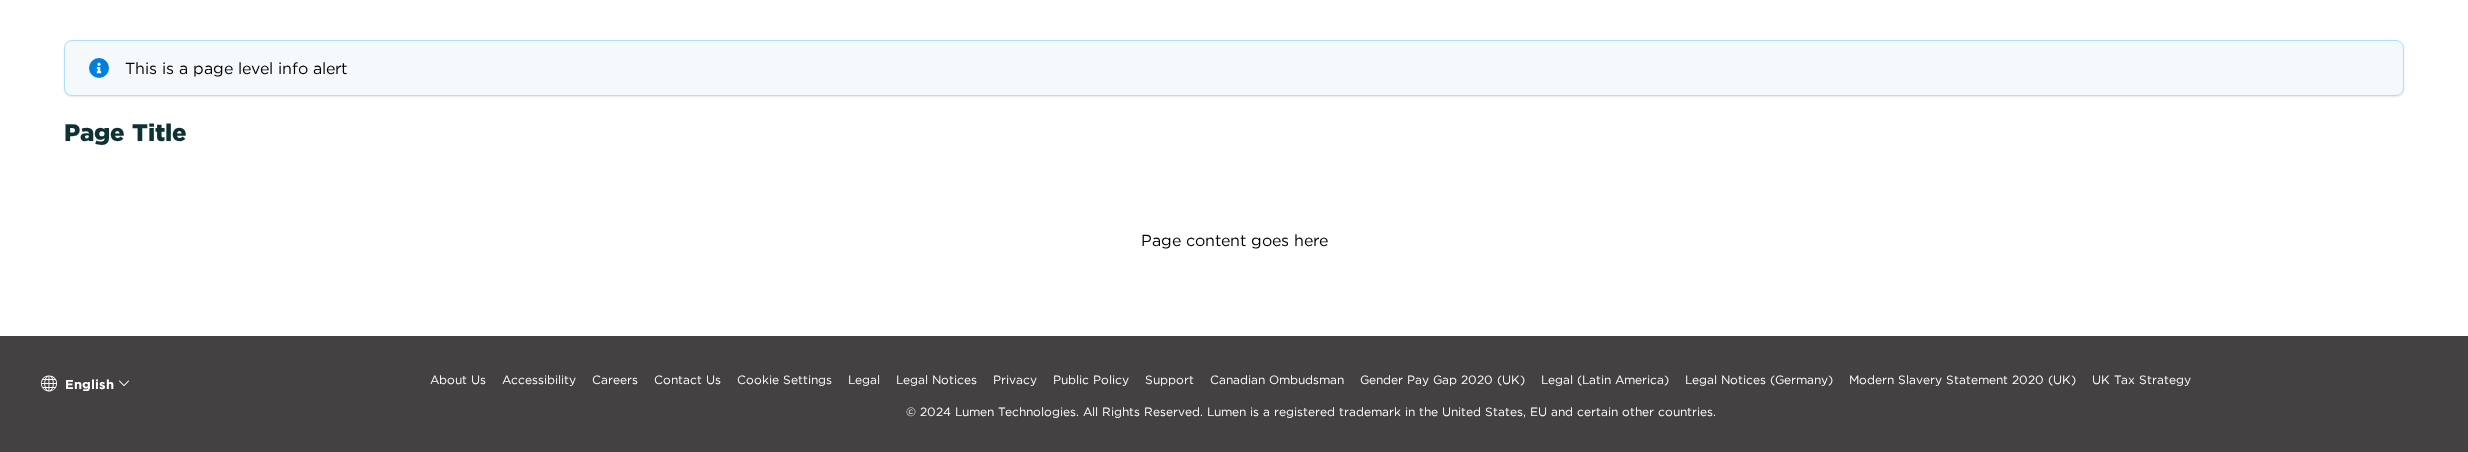 This is a page level info alert
Page Title
Page content goes here
English
About Us Accessibility Careers Contact Us Cookie Settings Legal Legal Notices Privacy Public Policy Support Canadian Ombudsman Gender Pay Gap 2020 (UK) Legal (Latin America) Legal Notices (Germany) Modern Slavery Statement 2020 (UK) UK Tax Strategy
© 2024 Lumen Technologies. All Rights Reserved. Lumen is a registered trademark in the United States, EU and certain other countries.